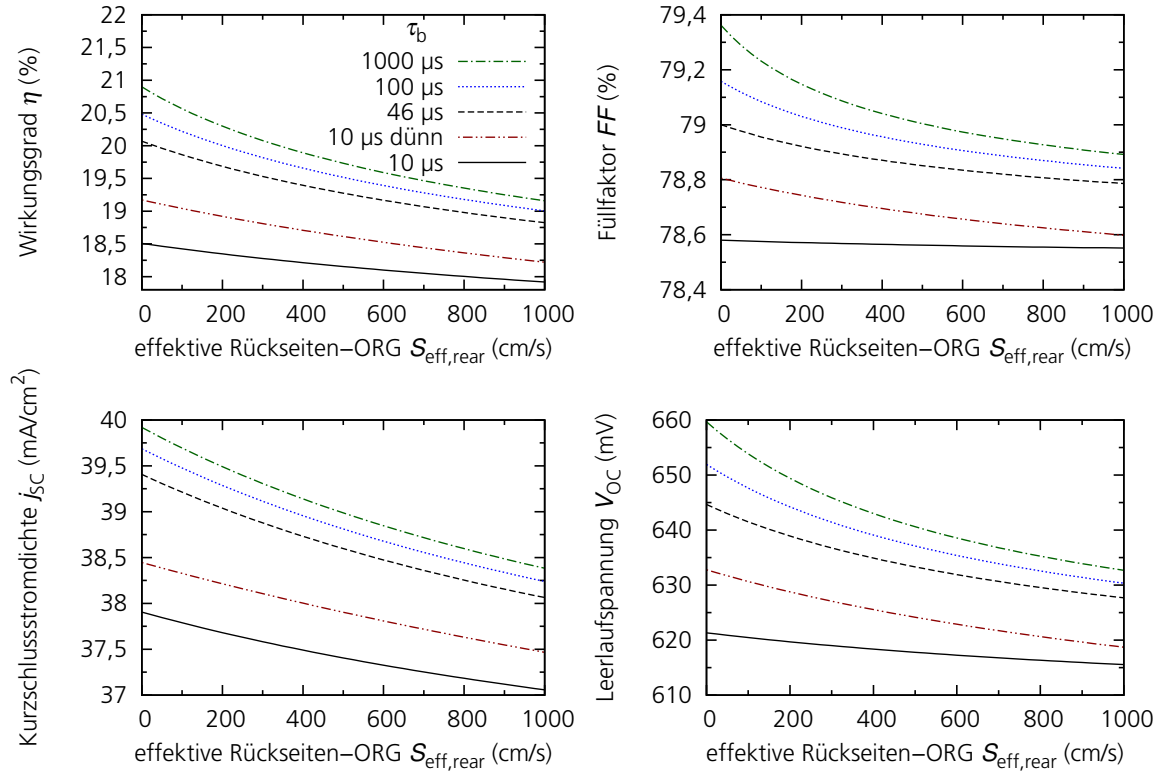 Wirkungsgrad η (%)
22
21,5
21
20,5
20
19,5
19
18,5
18
τb
1000 µs
100 µs
46 µs
10 µs dünn
10 µs
0 200 400 600 800 1000
effektive Rückseiten−ORG Seff,rear (cm/s)
Füllfaktor FF (%)
79,4
79,2
79
78,8
78,6
78,4
0 200 400 600 800 1000
effektive Rückseiten−ORG Seff,rear (cm/s)
Kurzschlussstromdichte jSC (mA/cm²)
40
39,5
39
38,5
38
37,5
37
0 200 400 600 800 1000
effektive Rückseiten−ORG Seff,rear (cm/s)
Leerlaufspannung VOC (mV)
660
650
640
630
620
610
0 200 400 600 800 1000
effektive Rückseiten−ORG Seff,rear (cm/s)